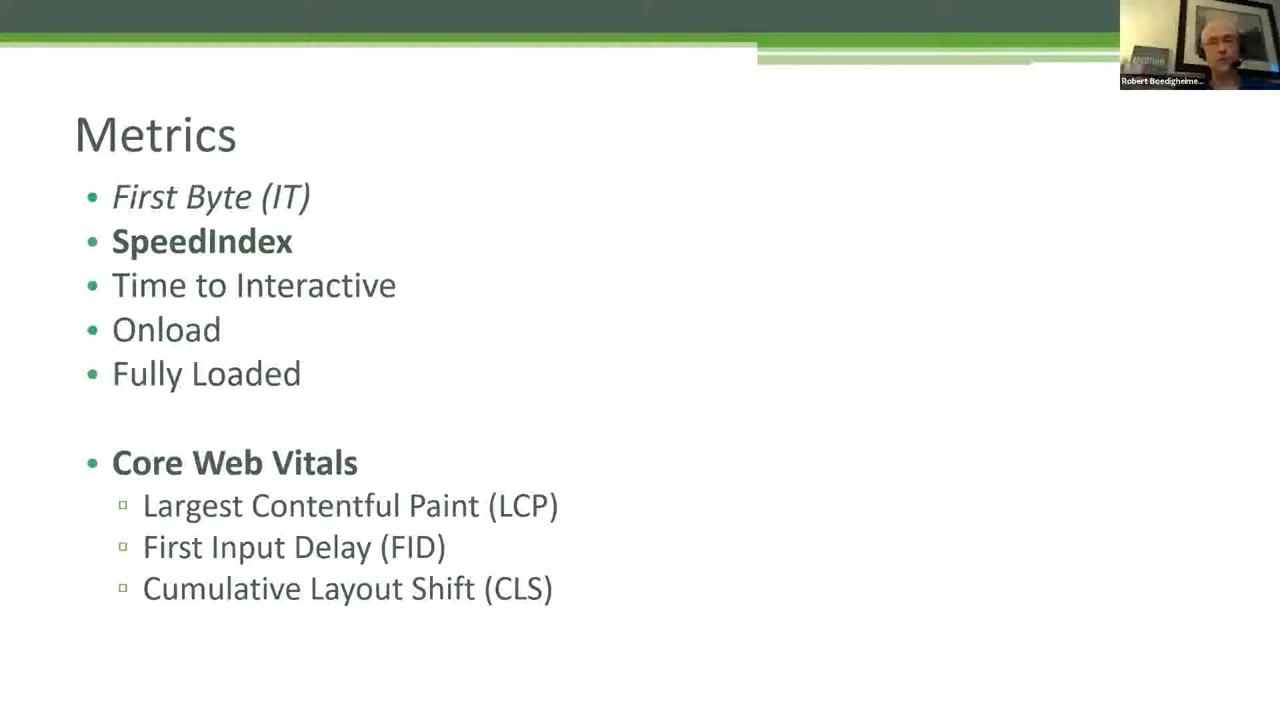 Robert Boedigheime...
Metrics
First Byte (IT)
SpeedIndex
Time to Interactive
Onload
Fully Loaded
Core Web Vitals
Largest Contentful Paint (LCP)
First Input Delay (FID)
Cumulative Layout Shift (CLS)